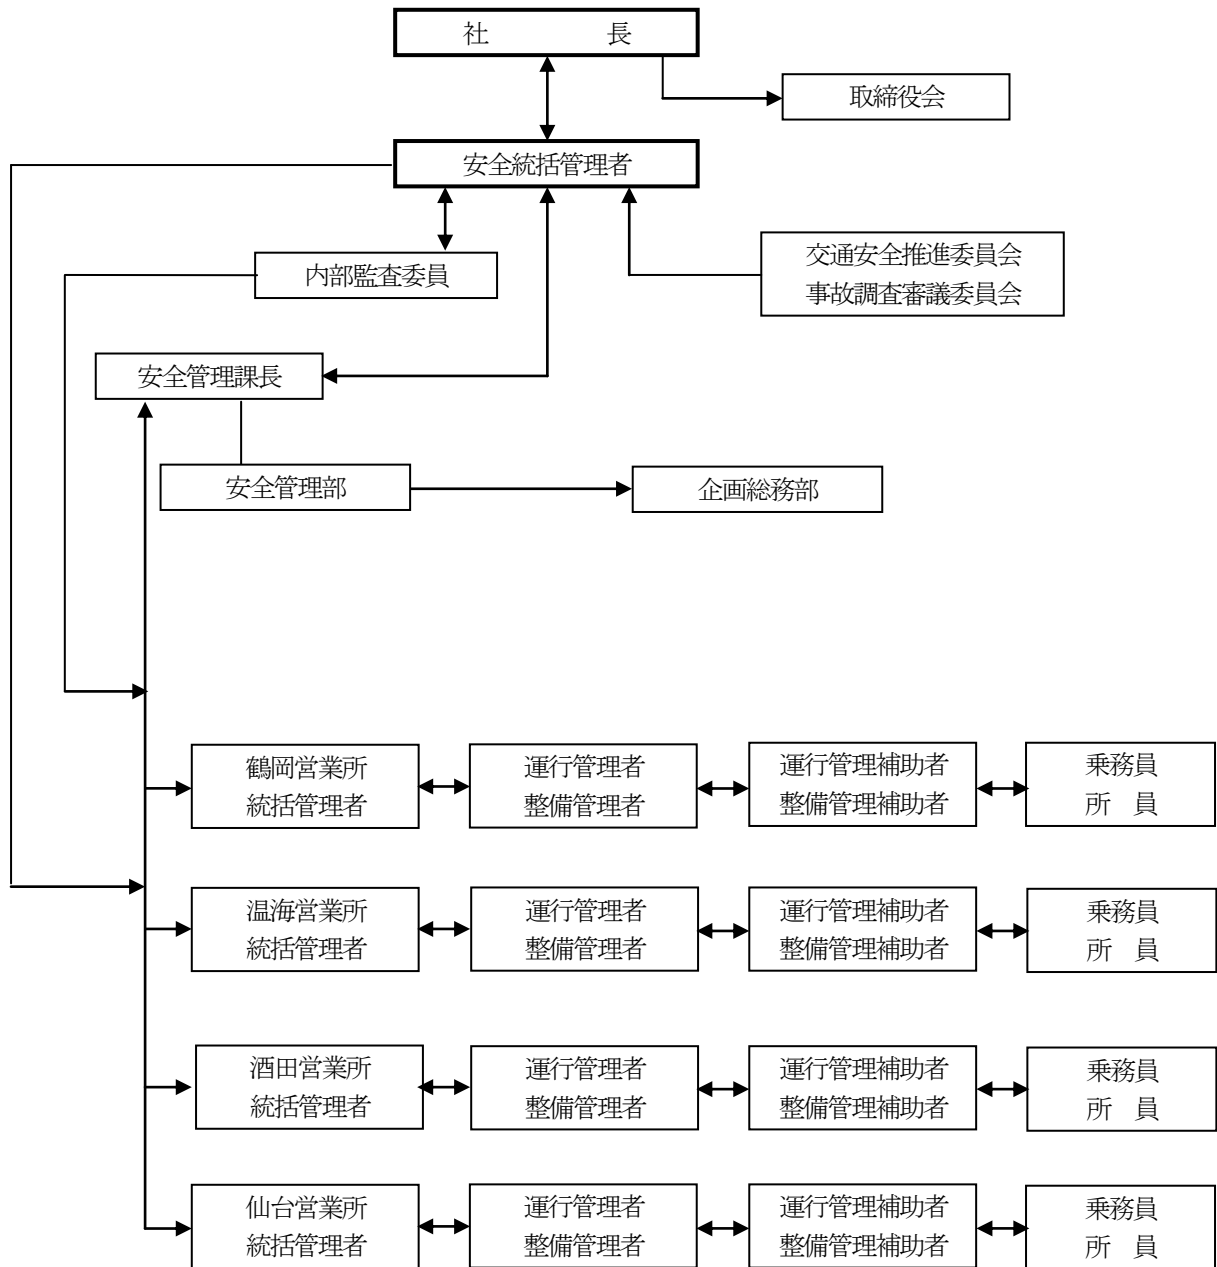 社　　　　　長
取締役会
安全統括管理者
交通安全推進委員会
事故調査審議委員会
内部監査委員
安全管理課長
安全管理部
企画総務部
鶴岡営業所
統括管理者
運行管理者
整備管理者
運行管理補助者
整備管理補助者
乗務員
所　員
温海営業所
統括管理者
運行管理者
整備管理者
運行管理補助者
整備管理補助者
乗務員
所　員
酒田営業所
統括管理者
運行管理者
整備管理者
運行管理補助者
整備管理補助者
乗務員
所　員
仙台営業所
統括管理者
運行管理者
整備管理者
運行管理補助者
整備管理補助者
乗務員
所　員